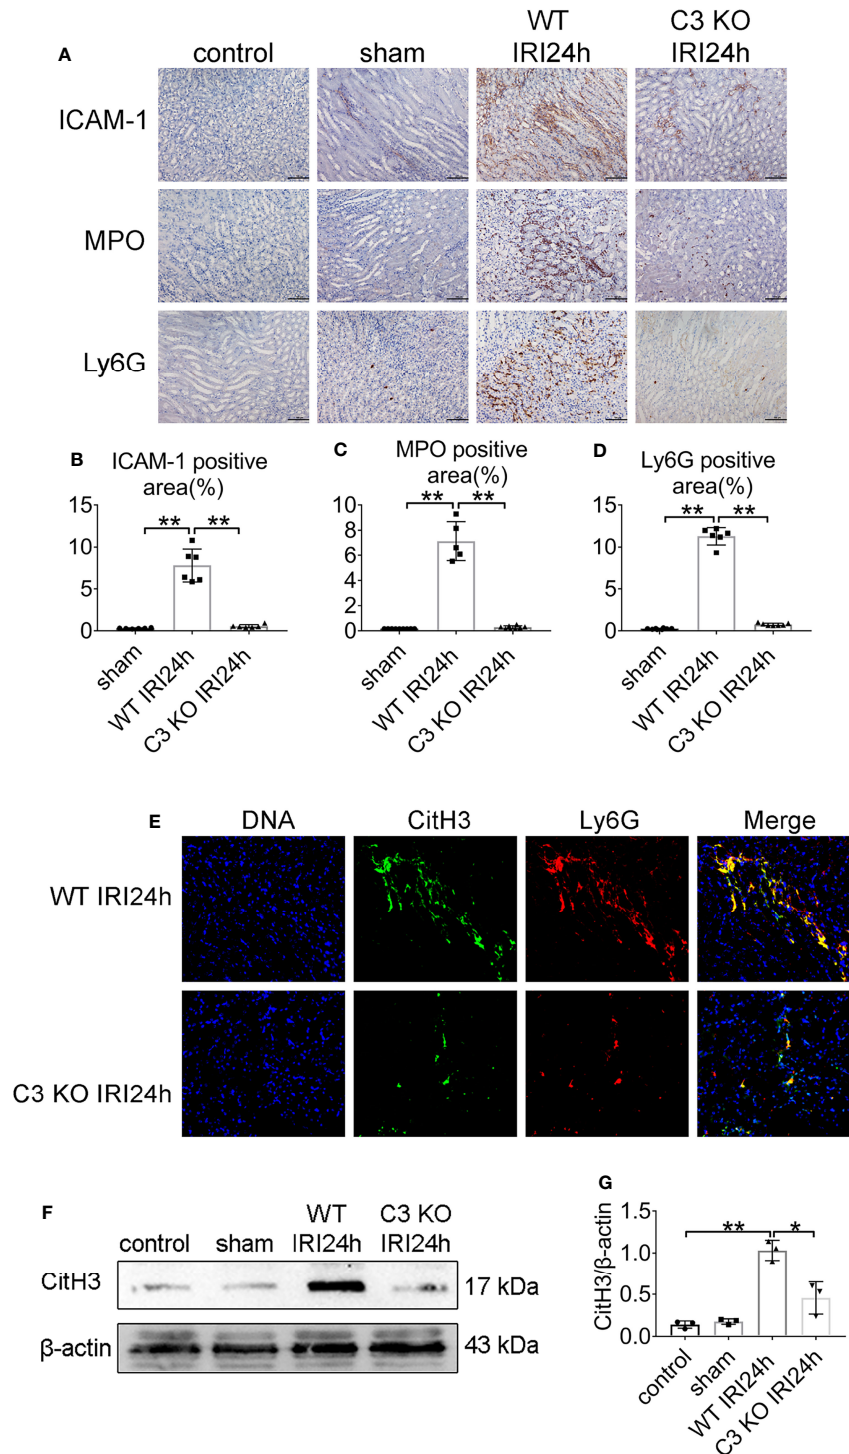 A
control
sham
WT
IRI24h
C3 KO
IRI24h
ICAM-1
MPO
Ly6G
B
ICAM-1 positive
area(%)
15
10
5
0
**
**
sham
WT IRI24h
C3 KO IRI24h
C
MPO positive
area(%)
10
8
6
4
2
0
**
**
sham
WT IRI24h
C3 KO IRI24h
D
Ly6G positive
area(%)
15
10
5
0
**
**
sham
WT IRI24h
C3 KO IRI24h
E
DNA
CitH3
Ly6G
Merge
WT IRI24h
C3 KO IRI24h
F
control
sham
WT
IRI24h
C3 KO
IRI24h
CitH3
17 kDa
β-actin
43 kDa
G
CitH3/β-actin
1.5
1.0
0.5
0.0
**
*
control
sham
WT IRI24h
C3 KO IRI24h